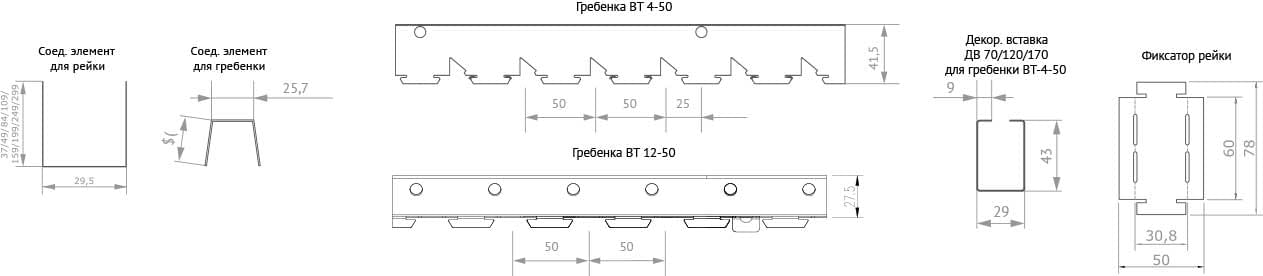 Гребенка ВТ 4-50
Соед. элемент
для рейки
Соед. элемент
для гребенки
Декор. вставка
ДВ 70/120/170
для гребенки ВТ-4-50
Фиксатор рейки
37/49/84/109/
159/199/249/299
29,5
25,7
41,5
50
50
25
Гребенка ВТ 12-50
27.5
50
50
9
43
29
60
78
30,8
50